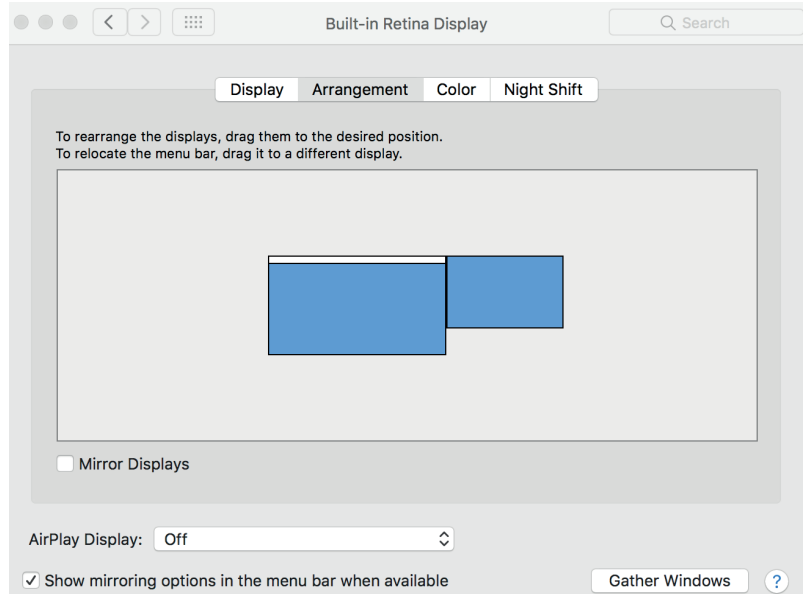 Built-in Retina Display
Search
Display Arrangement Color Night Shift
To rearrange the displays, drag them to the desired position.
To relocate the menu bar, drag it to a different display.
Mirror Displays
AirPlay Display: Off
Show mirroring options in the menu bar when available
Gather Windows ?